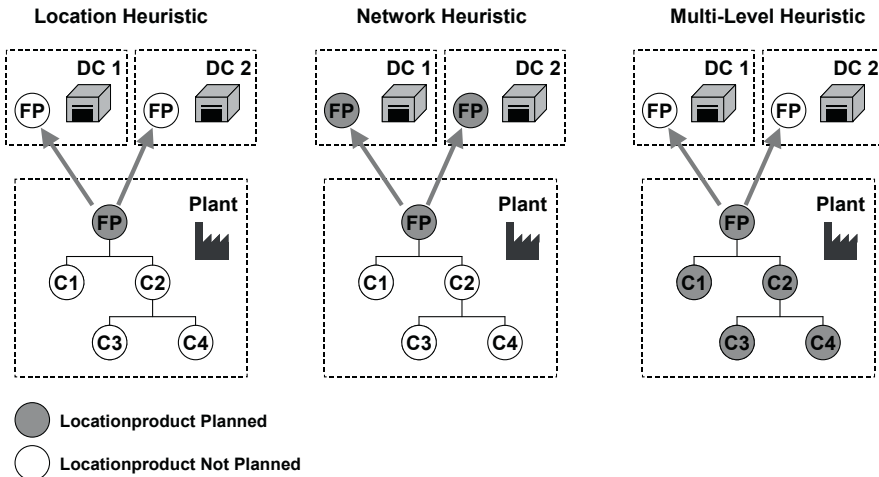 Location Heuristic
Network Heuristic
Multi-Level Heuristic
DC 1
DC 2
FP
FP
Plant
FP
C1
C2
C3
C4
DC 1
DC 2
FP
FP
Plant
FP
C1
C2
C3
C4
DC 1
DC 2
FP
FP
Plant
FP
C1
C2
C3
C4
Locationproduct Planned
Locationproduct Not Planned